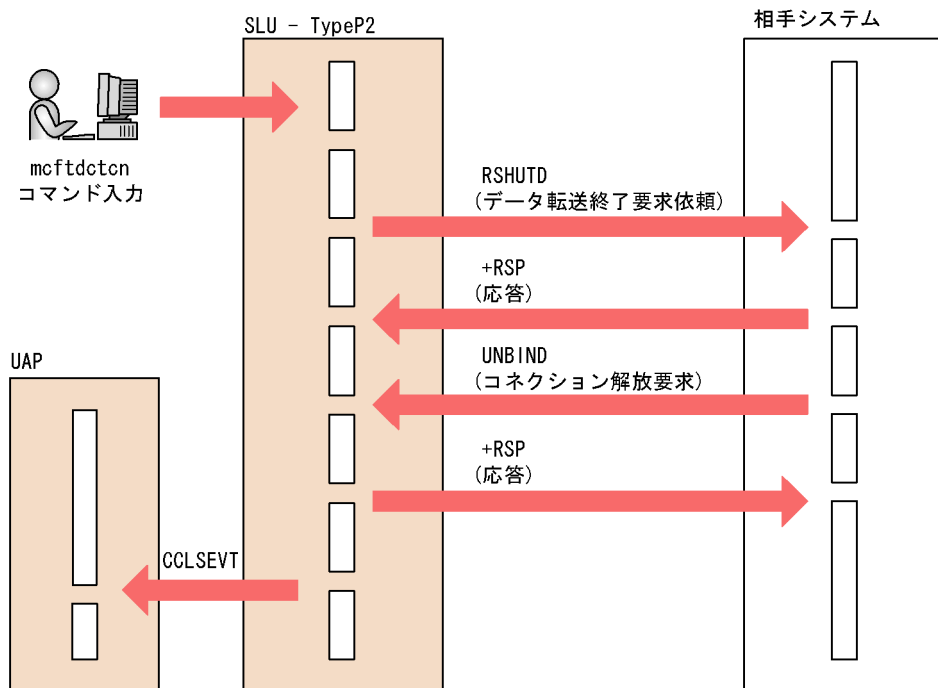 SLU - TypeP2
相手システム
mcftdctcn
コマンド入力
RSHUTD
(データ転送終了要求依頼)
+RSP
(応答)
UNBIND
(コネクション解放要求)
UAP
+RSP
(応答)
CCLSEVT